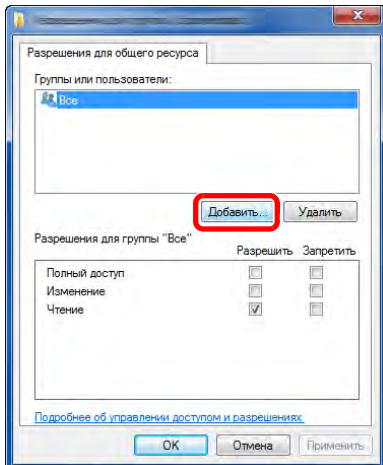 Разрешения для общего ресурса
Группы или пользователи:
Все
Добавить... Удалить
Разрешения для группы "Все"
Разрешить Запретить
Полный доступ
Изменение
Чтение
Подробнее об управлении доступом и разрешениях
OK Отмена Применить